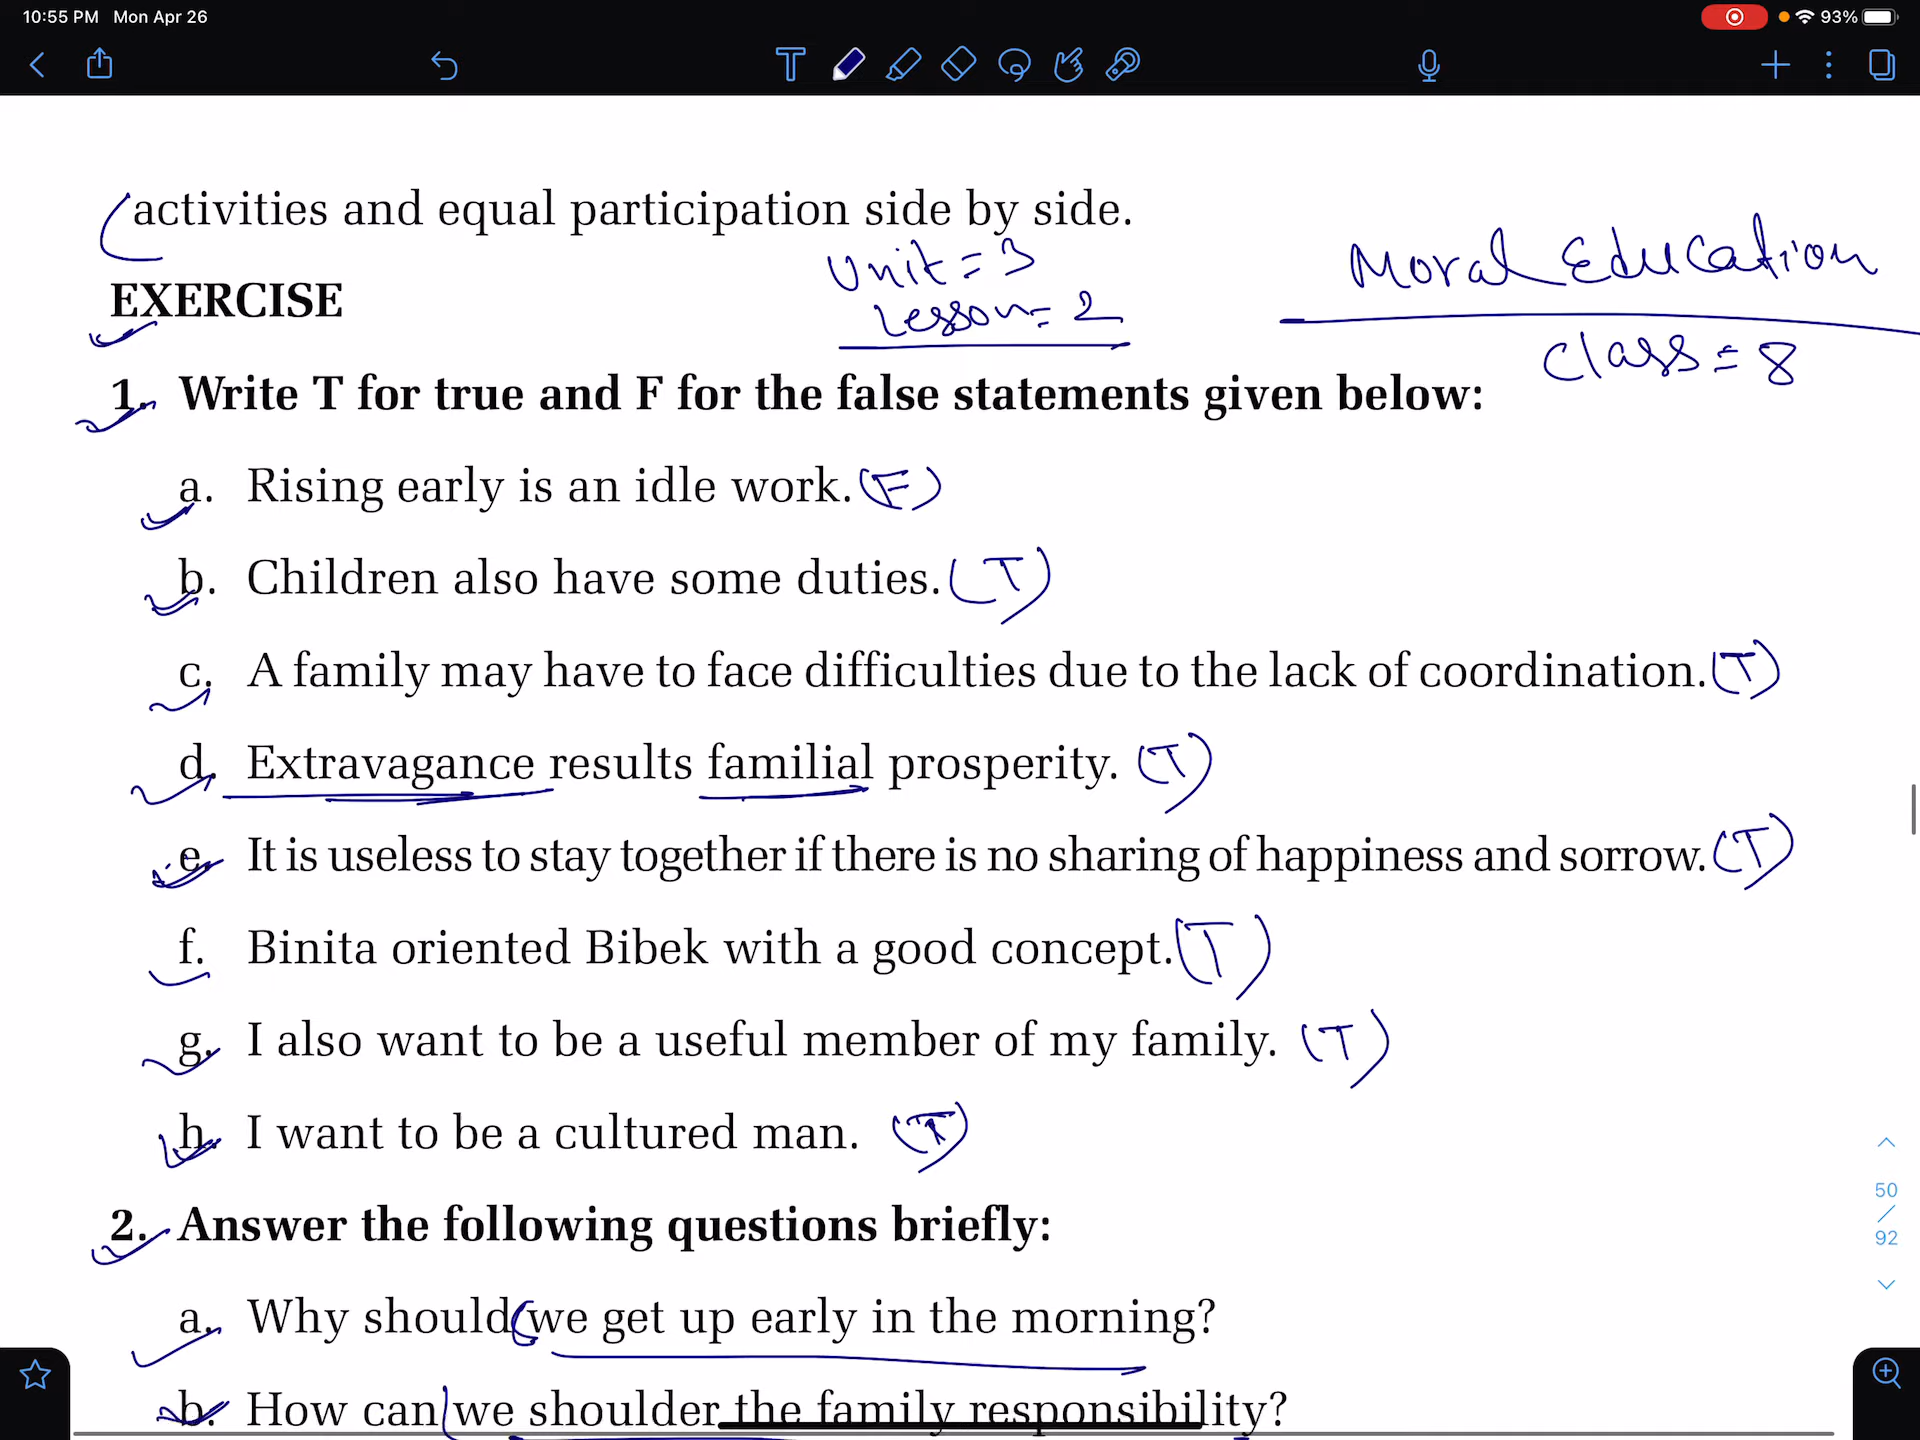 10:55 PM Mon Apr 26
93%
activities and equal participation side by side.
Unit = 3
Lesson = 2
Moral Education
Class = 8
EXERCISE
1. Write T for true and F for the false statements given below:
a. Rising early is an idle work. (F)
b. Children also have some duties. (T)
c. A family may have to face difficulties due to the lack of coordination. (T)
d. Extravagance results familial prosperity. (T)
e. It is useless to stay together if there is no sharing of happiness and sorrow. (T)
f. Binita oriented Bibek with a good concept. (T)
g. I also want to be a useful member of my family. (T)
h. I want to be a cultured man. (T)
2. Answer the following questions briefly:
a. Why should we get up early in the morning?
b. How can we shoulder the family responsibility?
50
/
92